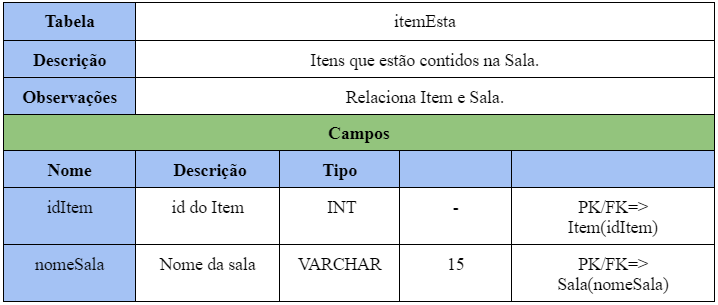 Tabela itemEsta
Descrição Itens que estão contidos na Sala.
Observações Relaciona Item e Sala.
Campos
Nome Descrição Tipo
idItem id do Item INT - PK/FK=>
Item(idItem)
nomeSala Nome da sala VARCHAR 15 PK/FK=>
Sala(nomeSala)